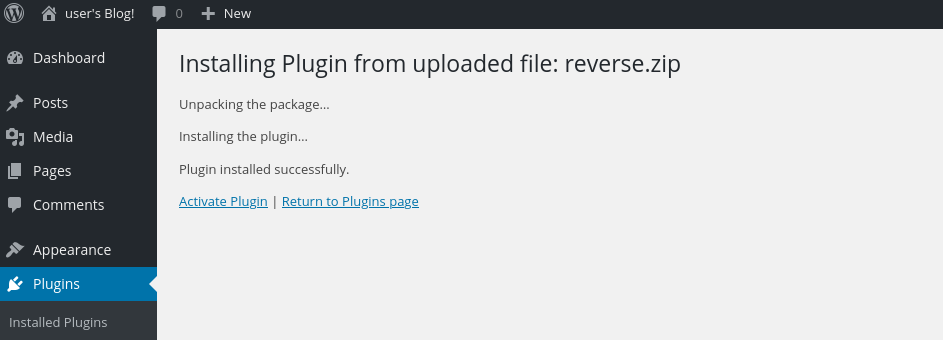 user's Blog! 0 New
Dashboard
Posts
Media
Pages
Comments
Appearance
Plugins
Installed Plugins
Installing Plugin from uploaded file: reverse.zip
Unpacking the package...
Installing the plugin...
Plugin installed successfully.
Activate Plugin | Return to Plugins page